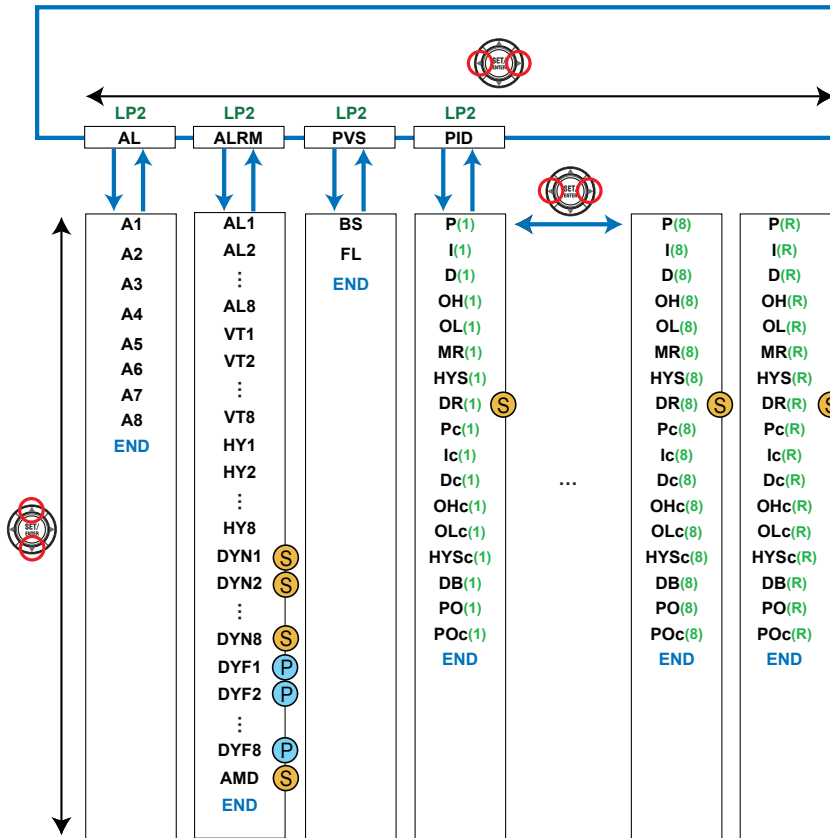 SET/
ENTER
LP2 LP2 LP2 LP2
AL ALRM PVS PID
SET/
ENTER
A1
A2
A3
A4
A5
A6
A7
A8
END
AL1
AL2
⋮
AL8
VT1
VT2
⋮
VT8
HY1
HY2
⋮
HY8
DYN1 S
DYN2 S
⋮
DYN8 S
DYF1 P
DYF2 P
⋮
DYF8 P
AMD S
END
BS
FL
END
P(1)
I(1)
D(1)
OH(1)
OL(1)
MR(1)
HYS(1)
DR(1) S
Pc(1)
Ic(1)
Dc(1)
OHc(1)
OLc(1)
HYSc(1)
DB(1)
PO(1)
POc(1)
END
...
P(8)
I(8)
D(8)
OH(8)
OL(8)
MR(8)
HYS(8)
DR(8) S
Pc(8)
Ic(8)
Dc(8)
OHc(8)
OLc(8)
HYSc(8)
DB(8)
PO(8)
POc(8)
END
P(R)
I(R)
D(R)
OH(R)
OL(R)
MR(R)
HYS(R)
DR(R) S
Pc(R)
Ic(R)
Dc(R)
OHc(R)
OLc(R)
HYSc(R)
DB(R)
PO(R)
POc(R)
END
SET/
ENTER